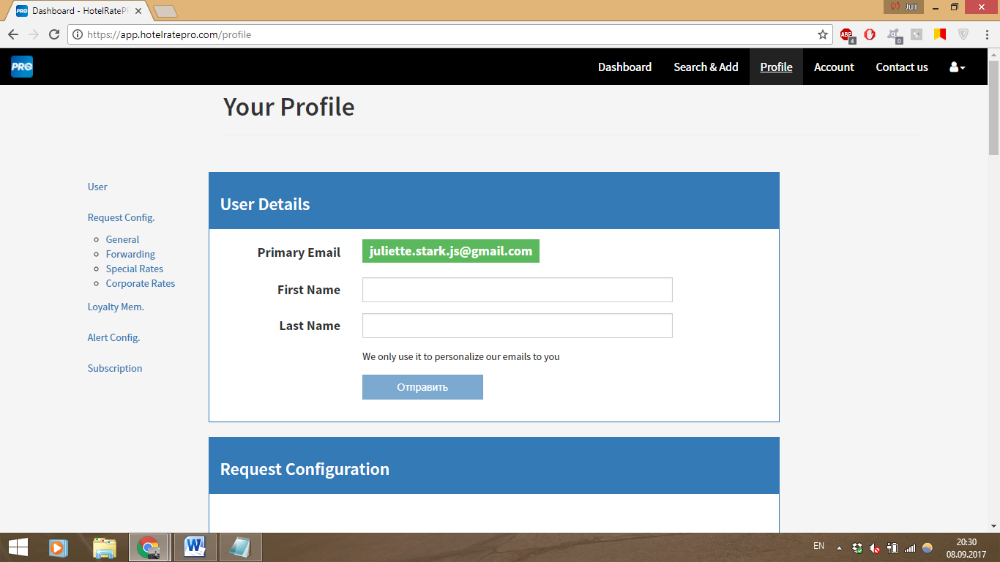 Dashboard - HotelRateP
Juli
https://app.hotelratepro.com/profile
ABP
4
0
PRO
Dashboard
Search & Add
Profile
Account
Contact us
Your Profile
User
Request Config.
General
Forwarding
Special Rates
Corporate Rates
Loyalty Mem.
Alert Config.
Subscription
User Details
Primary Email juliette.stark.js@gmail.com
First Name
Last Name
We only use it to personalize our emails to you
Отправить
Request Configuration
EN
20:30
08.09.2017